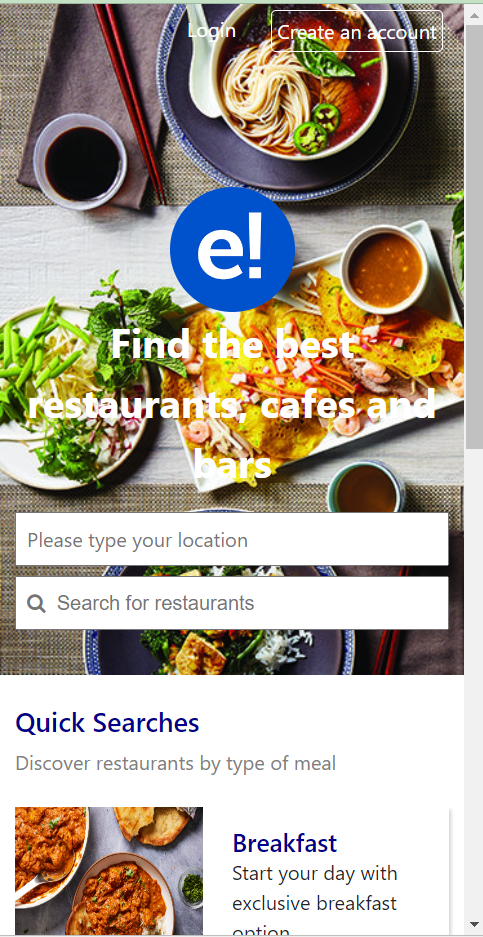 Login Create an account
e!
Find the best
restaurants, cafes and
bars
Please type your location
Search for restaurants
Quick Searches
Discover restaurants by type of meal
Breakfast
Start your day with
exclusive breakfast
option